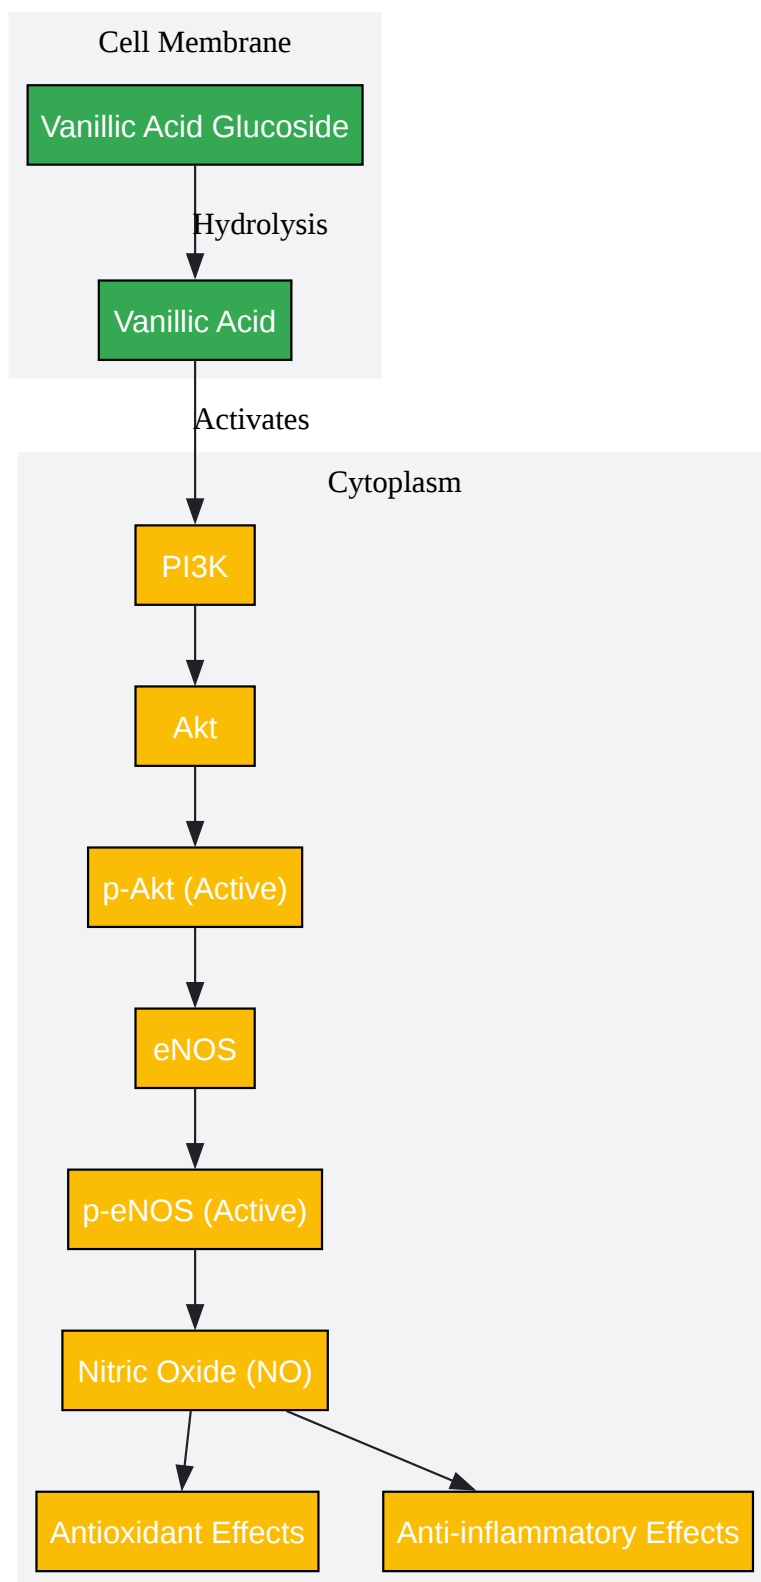 Cell Membrane
Vanillic Acid Glucoside
Hydrolysis
Vanillic Acid
Activates
Cytoplasm
PI3K
Akt
p-Akt (Active)
eNOS
p-eNOS (Active)
Nitric Oxide (NO)
Antioxidant Effects
Anti-inflammatory Effects